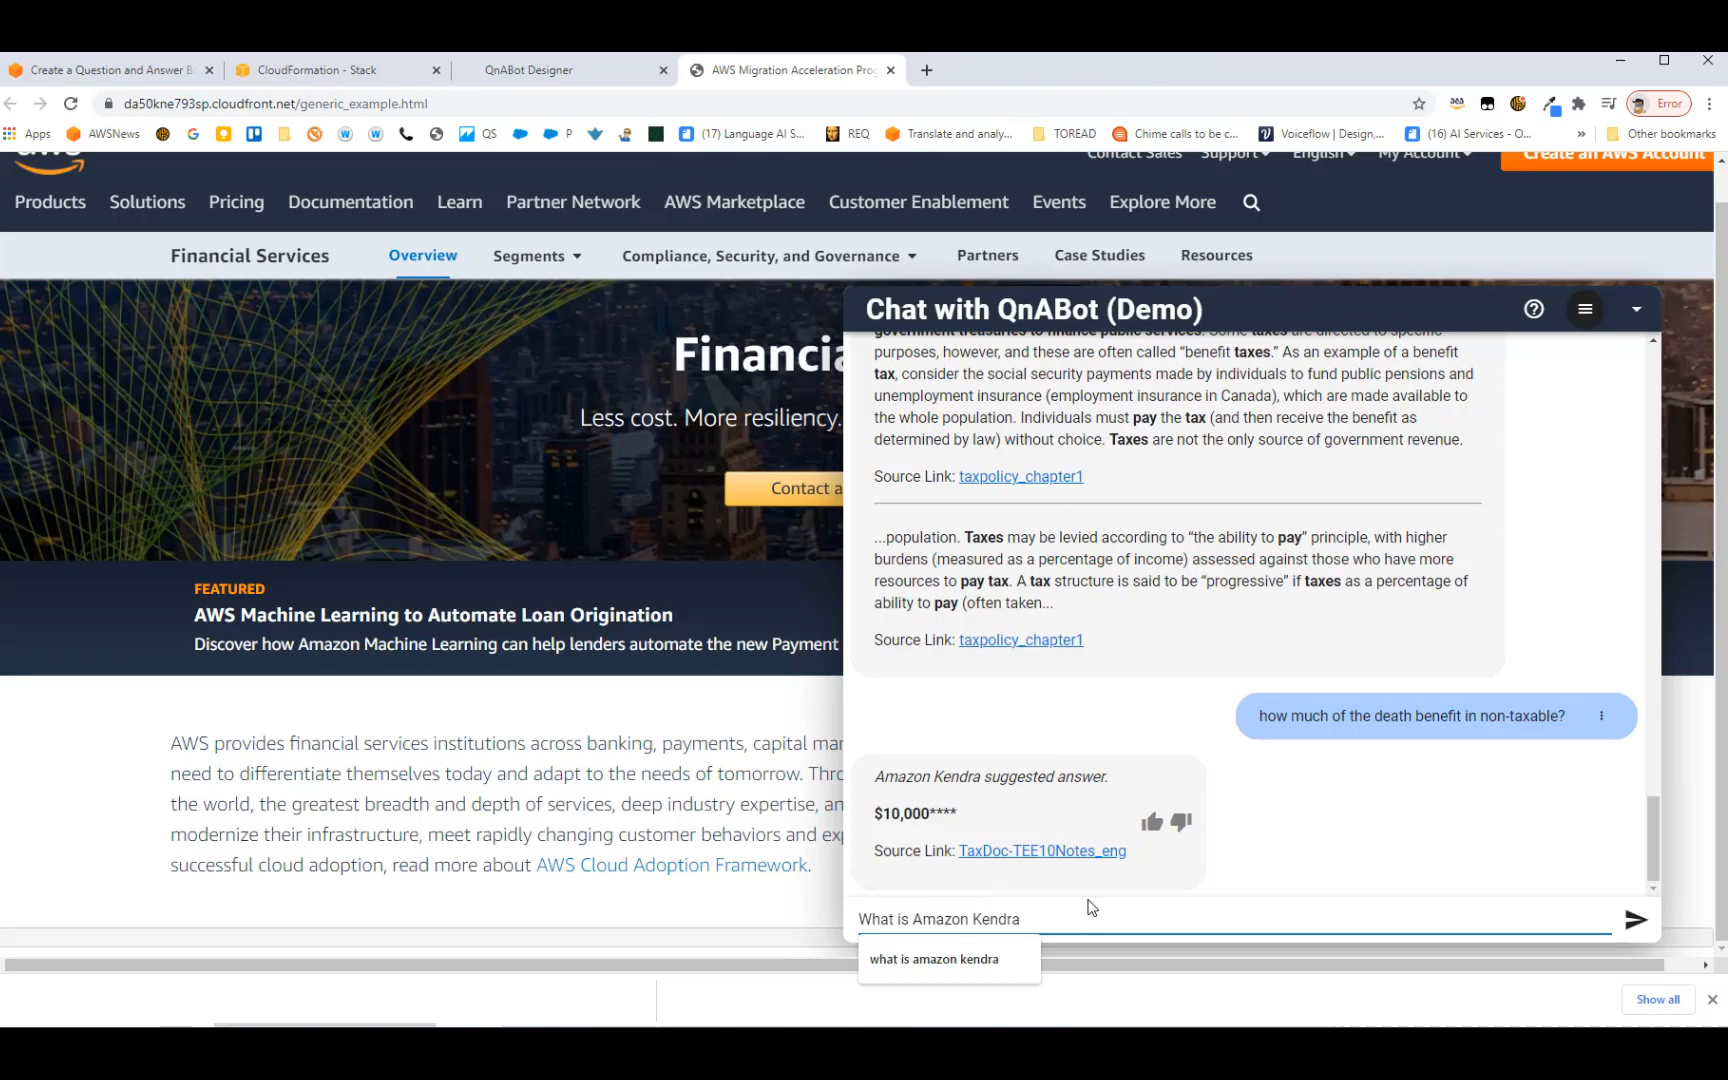 Create a Question and Answer B
CloudFormation - Stack
QnABot Designer
AWS Migration Acceleration Prog
da50kne793sp.cloudfront.net/generic_example.html
Error
Apps
AWSNews
QS
P
(17) Language AI S...
REQ
Translate and analy...
TOREAD
Chime calls to be c...
Voiceflow | Design,...
(16) AI Services - O...
»
Other bookmarks
aws
Contact Sales
Support
English
My Account
Create an AWS Account
Products
Solutions
Pricing
Documentation
Learn
Partner Network
AWS Marketplace
Customer Enablement
Events
Explore More
Financial Services
Overview
Segments
Compliance, Security, and Governance
Partners
Case Studies
Resources
Financia
Less cost. More resiliency.
Contact a
FEATURED
AWS Machine Learning to Automate Loan Origination
Discover how Amazon Machine Learning can help lenders automate the new Payment
AWS provides financial services institutions across banking, payments, capital mar
need to differentiate themselves today and adapt to the needs of tomorrow. Thro
the world, the greatest breadth and depth of services, deep industry expertise, an
modernize their infrastructure, meet rapidly changing customer behaviors and exp
successful cloud adoption, read more about AWS Cloud Adoption Framework.
Chat with QnABot (Demo)
government treasuries to finance public services. Some taxes are directed to specific
purposes, however, and these are often called “benefit taxes.” As an example of a benefit
tax, consider the social security payments made by individuals to fund public pensions and
unemployment insurance (employment insurance in Canada), which are made available to
the whole population. Individuals must pay the tax (and then receive the benefit as
determined by law) without choice. Taxes are not the only source of government revenue.
Source Link: taxpolicy_chapter1
...population. Taxes may be levied according to “the ability to pay” principle, with higher
burdens (measured as a percentage of income) assessed against those who have more
resources to pay tax. A tax structure is said to be “progressive” if taxes as a percentage of
ability to pay (often taken...
Source Link: taxpolicy_chapter1
how much of the death benefit in non-taxable?
Amazon Kendra suggested answer.
$10,000****
Source Link: TaxDoc-TEE10Notes_eng
What is Amazon Kendra
what is amazon kendra
Show all